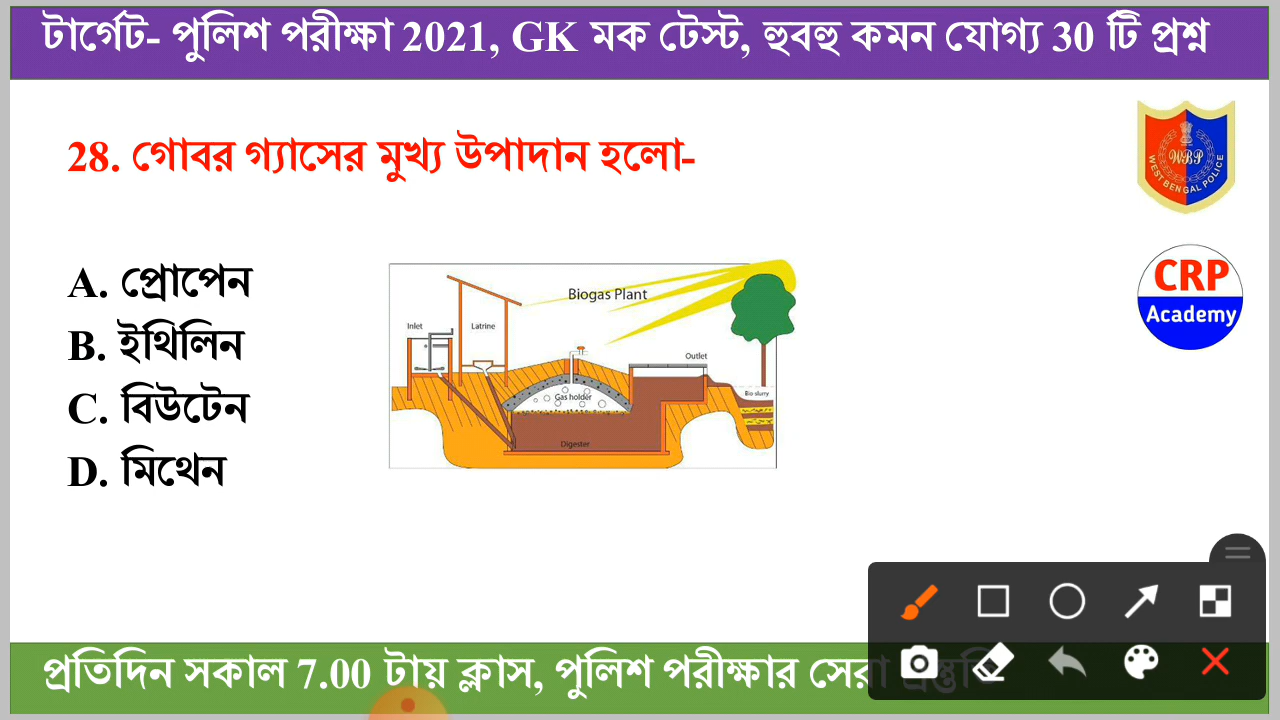 টার্গেট- পুলিশ পরীক্ষা 2021, GK মক টেস্ট, হুবহু কমন যোগ্য 30 টি প্রশ্ন
28. গোবর গ্যাসের মুখ্য উপাদান হলো-
A. প্রোপেন
B. ইথিলিন
C. বিউটেন
D. মিথেন
Biogas Plant
Inlet
Latrine
Outlet
Gas holder
Bio slurry
Digester
WBP
WEST BENGAL POLICE
CRP
Academy
প্রতিদিন সকাল 7.00 টায় ক্লাস, পুলিশ পরীক্ষার সেরা প্রস্তুতি